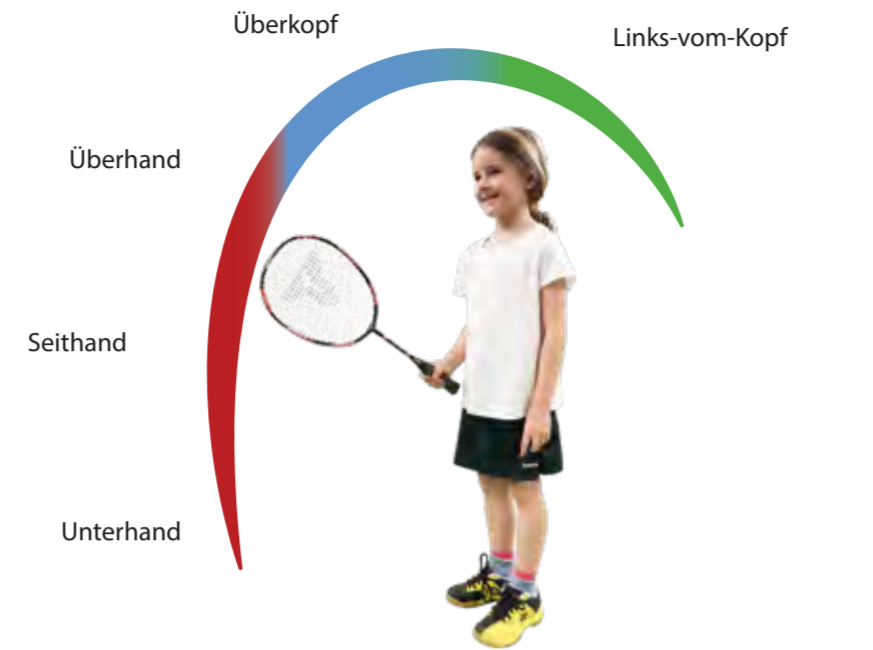 Überkopf
Links-vom-Kopf
Überhand
Seithand
Unterhand